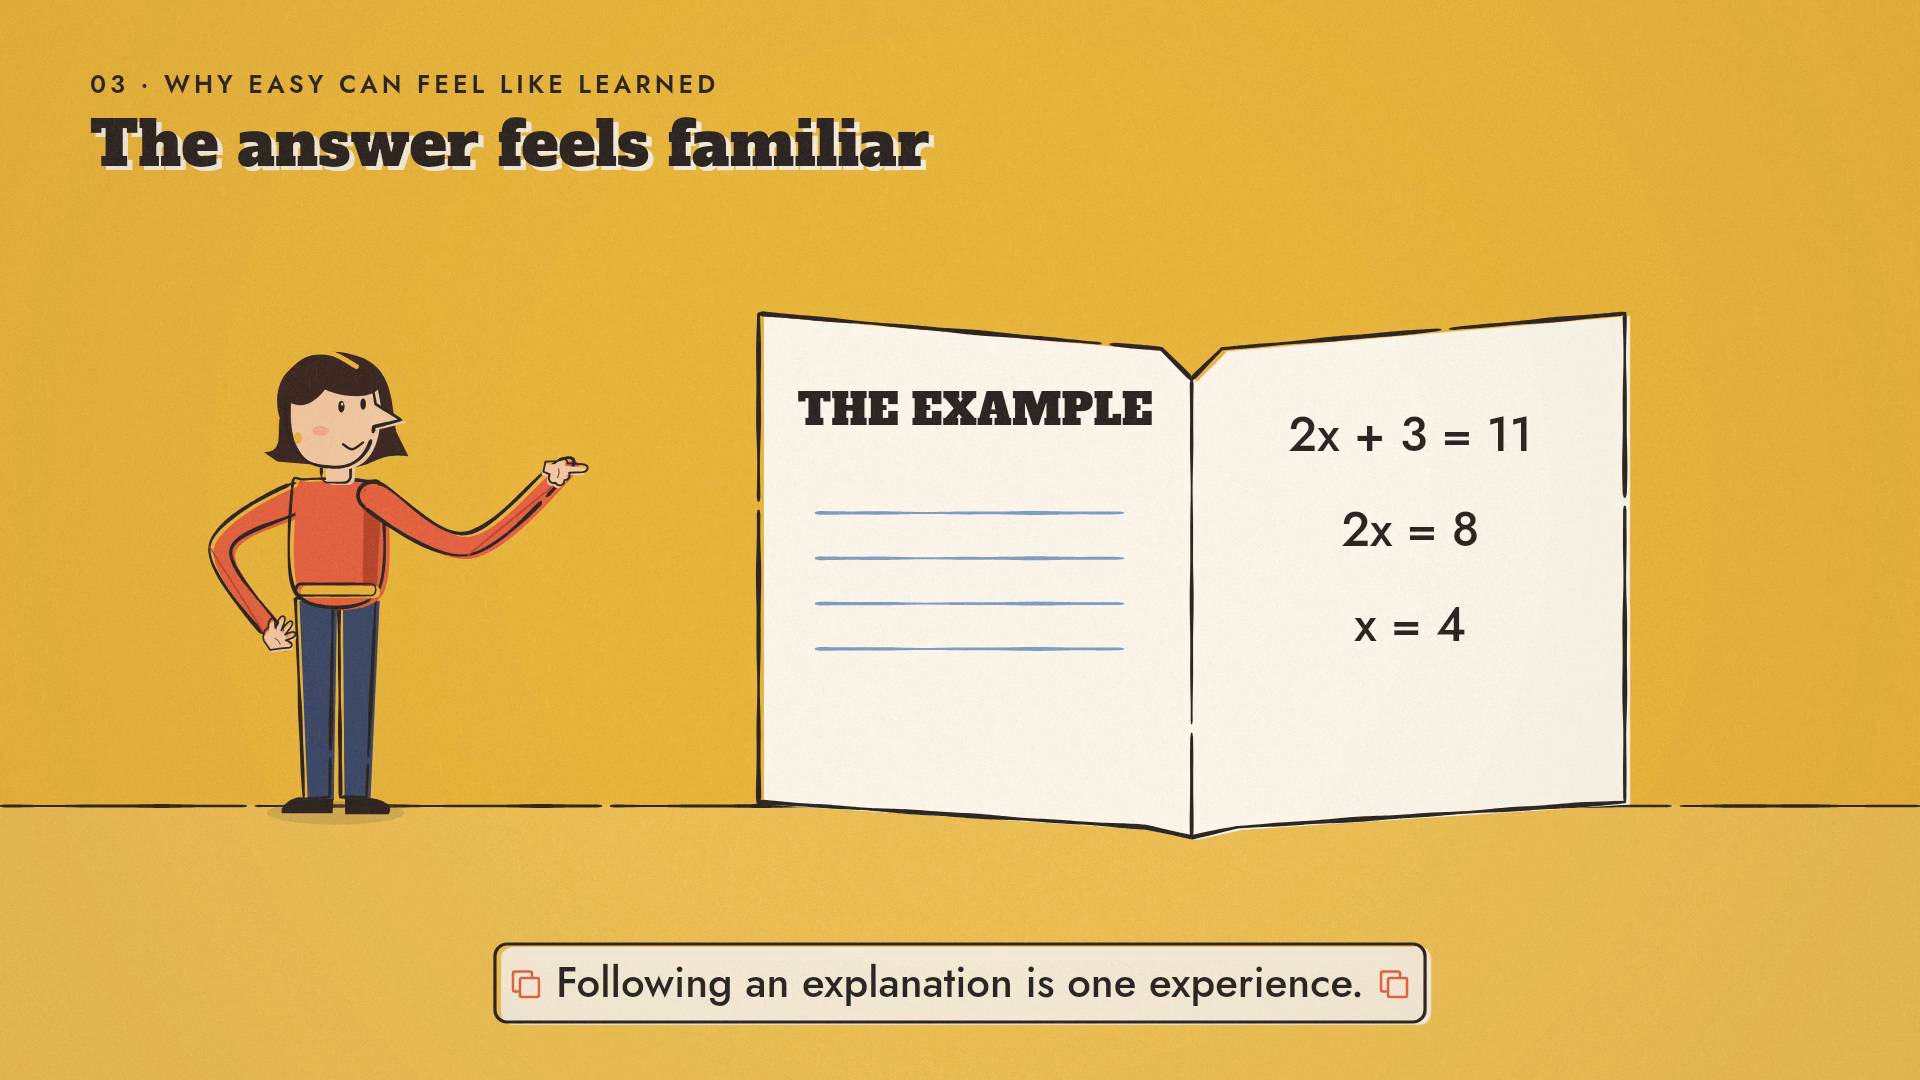 03 · WHY EASY CAN FEEL LIKE LEARNED
The answer feels familiar
THE EXAMPLE
2x + 3 = 11
2x = 8
x = 4
Following an explanation is one experience.